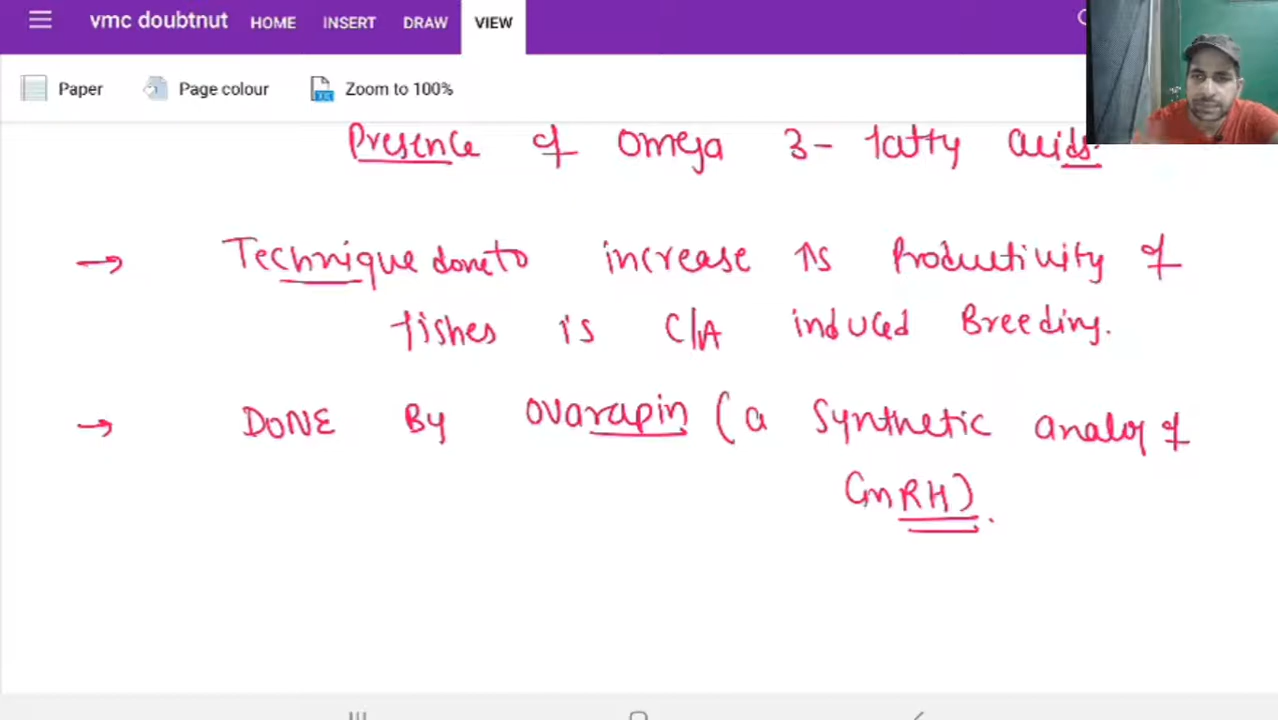 vmc doubtnut HOME INSERT DRAW VIEW
Paper Page colour Zoom to 100%
Presence of Omega 3- fatty acids.
→ Technique done to increase ↑s Productivity of
fishes is C/A induced Breeding.
→ DONE By Ovarapin (a Synthetic analog of
GnRH).